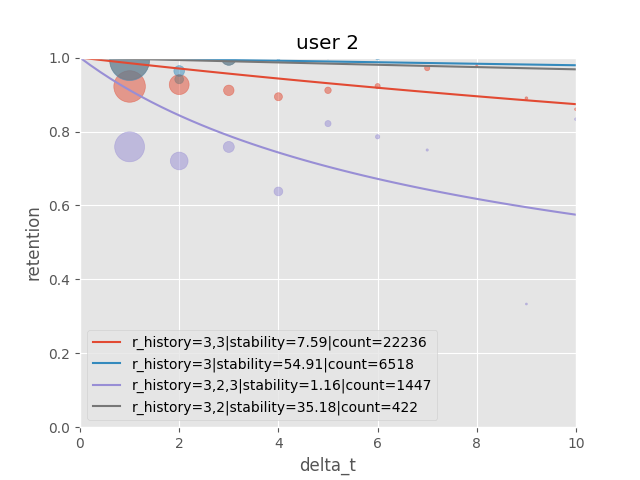 user 2
retention
1.0
0.8
0.6
0.4
0.2
0.0
r_history=3,3|stability=7.59|count=22236
r_history=3|stability=54.91|count=6518
r_history=3,2,3|stability=1.16|count=1447
r_history=3,2|stability=35.18|count=422
0 2 4 6 8 10
delta_t